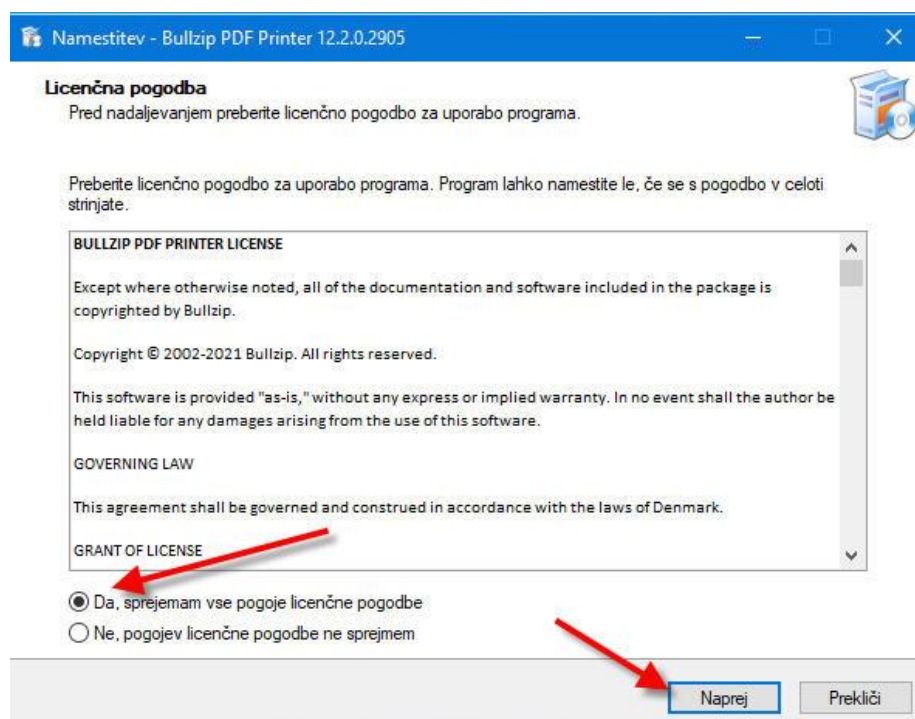 Namestitev - Bullzip PDF Printer 12.2.0.2905
Licenčna pogodba
Pred nadaljevanjem preberite licenčno pogodbo za uporabo programa.
Preberite licenčno pogodbo za uporabo programa. Program lahko namestite le, če se s pogodbo v celoti
strinjate.
BULLZIP PDF PRINTER LICENSE
Except where otherwise noted, all of the documentation and software included in the package is
copyrighted by Bullzip.
Copyright © 2002-2021 Bullzip. All rights reserved.
This software is provided "as-is," without any express or implied warranty. In no event shall the author be
held liable for any damages arising from the use of this software.
GOVERNING LAW
This agreement shall be governed and construed in accordance with the laws of Denmark.
GRANT OF LICENSE
Da, sprejemam vse pogoje licenčne pogodbe
Ne, pogojev licenčne pogodbe ne sprejmem
Naprej
Prekliči